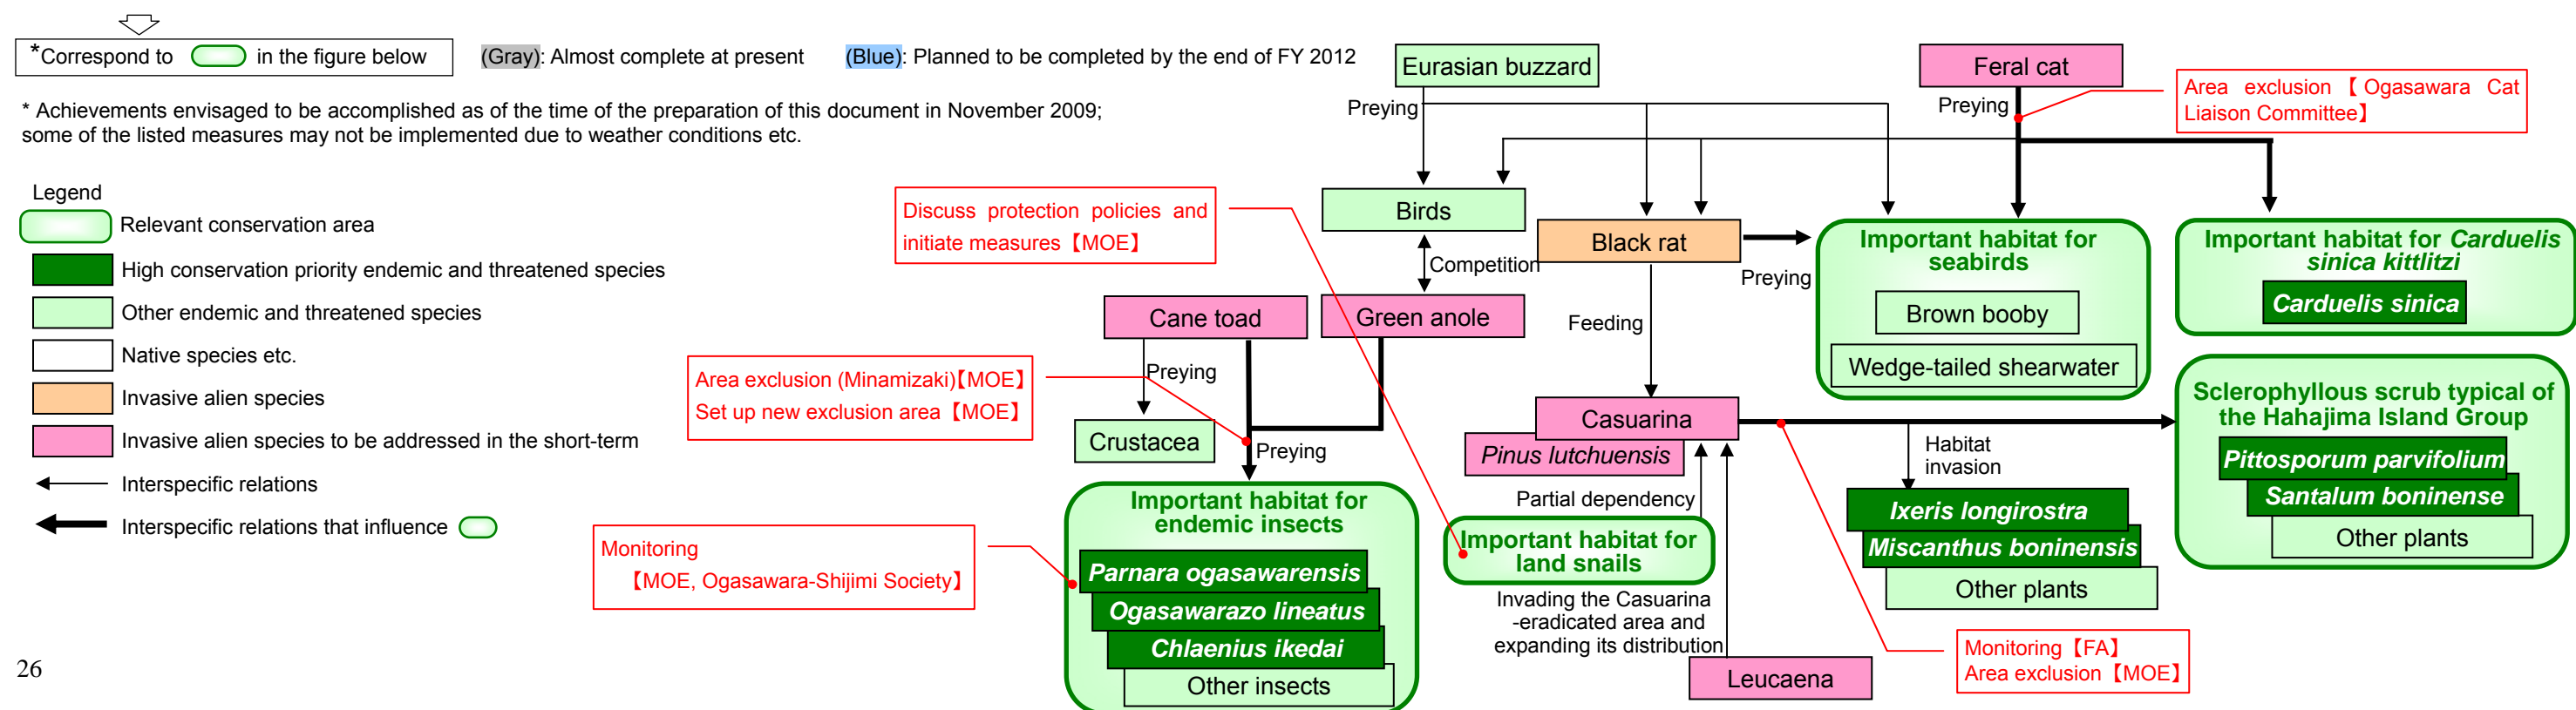 *Correspond to in the figure below
(Gray): Almost complete at present
(Blue): Planned to be completed by the end of FY 2012
* Achievements envisaged to be accomplished as of the time of the preparation of this document in November 2009;
some of the listed measures may not be implemented due to weather conditions etc.
Legend
Relevant conservation area
High conservation priority endemic and threatened species
Other endemic and threatened species
Native species etc.
Invasive alien species
Invasive alien species to be addressed in the short-term
Interspecific relations
Interspecific relations that influence
Eurasian buzzard
Preying
Feral cat
Preying
Area exclusion【Ogasawara Cat
Liaison Committee】
Discuss protection policies and
initiate measures【MOE】
Birds
Competition
Black rat
Preying
Important habitat for
seabirds
Brown booby
Wedge-tailed shearwater
Important habitat for Carduelis
sinica kittlitzi
Carduelis sinica
Cane toad
Green anole
Feeding
Preying
Area exclusion (Minamizaki)【MOE】
Set up new exclusion area【MOE】
Crustacea
Preying
Casuarina
Pinus lutchuensis
Habitat
invasion
Sclerophyllous scrub typical of
the Hahajima Island Group
Pittosporum parvifolium
Santalum boninense
Other plants
Partial dependency
Important habitat for
endemic insects
Parnara ogasawarensis
Ogasawarazo lineatus
Chlaenius ikedai
Other insects
Monitoring
【MOE, Ogasawara-Shijimi Society】
Important habitat for
land snails
Ixeris longirostra
Miscanthus boninensis
Other plants
Invading the Casuarina
-eradicated area and
expanding its distribution
Leucaena
Monitoring【FA】
Area exclusion【MOE】
26